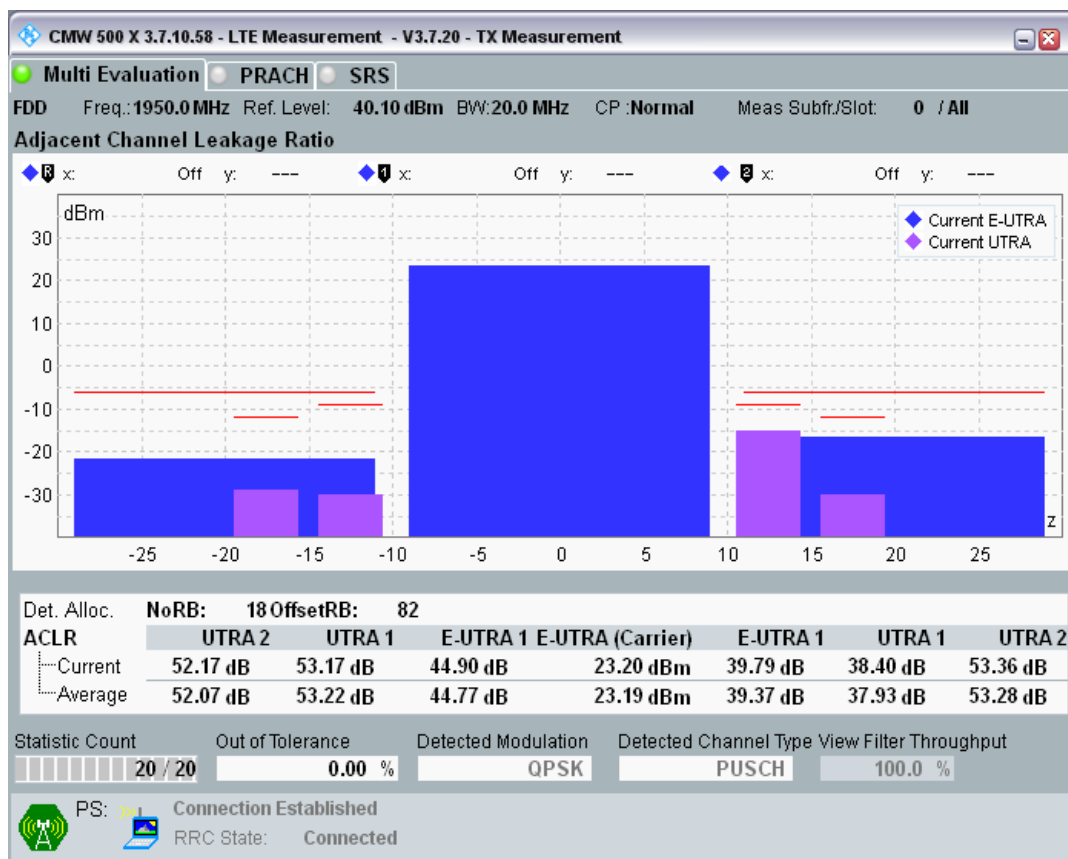 CMW 500 X 3.7.10.58 - LTE Measurement - V3.7.20 - TX Measurement
Multi Evaluation PRACH SRS
FDD Freq.:1950.0 MHz Ref. Level: 40.10 dBm BW:20.0 MHz CP :Normal Meas Subfr./Slot: 0 / All
Adjacent Channel Leakage Ratio
R x: Off y: --- 1 x: Off y: --- 2 x: Off y: ---
dBm
Current E-UTRA
Current UTRA
30
20
10
0
-10
-20
-30
z
-25 -20 -15 -10 -5 0 5 10 15 20 25
Det. Alloc. NoRB: 18 OffsetRB: 82
ACLR UTRA 2 UTRA 1 E-UTRA 1 E-UTRA (Carrier) E-UTRA 1 UTRA 1 UTRA 2
Current 52.17 dB 53.17 dB 44.90 dB 23.20 dBm 39.79 dB 38.40 dB 53.36 dB
Average 52.07 dB 53.22 dB 44.77 dB 23.19 dBm 39.37 dB 37.93 dB 53.28 dB
Statistic Count Out of Tolerance Detected Modulation Detected Channel Type View Filter Throughput
20 / 20 0.00 % QPSK PUSCH 100.0 %
PS: Connection Established
RRC State: Connected